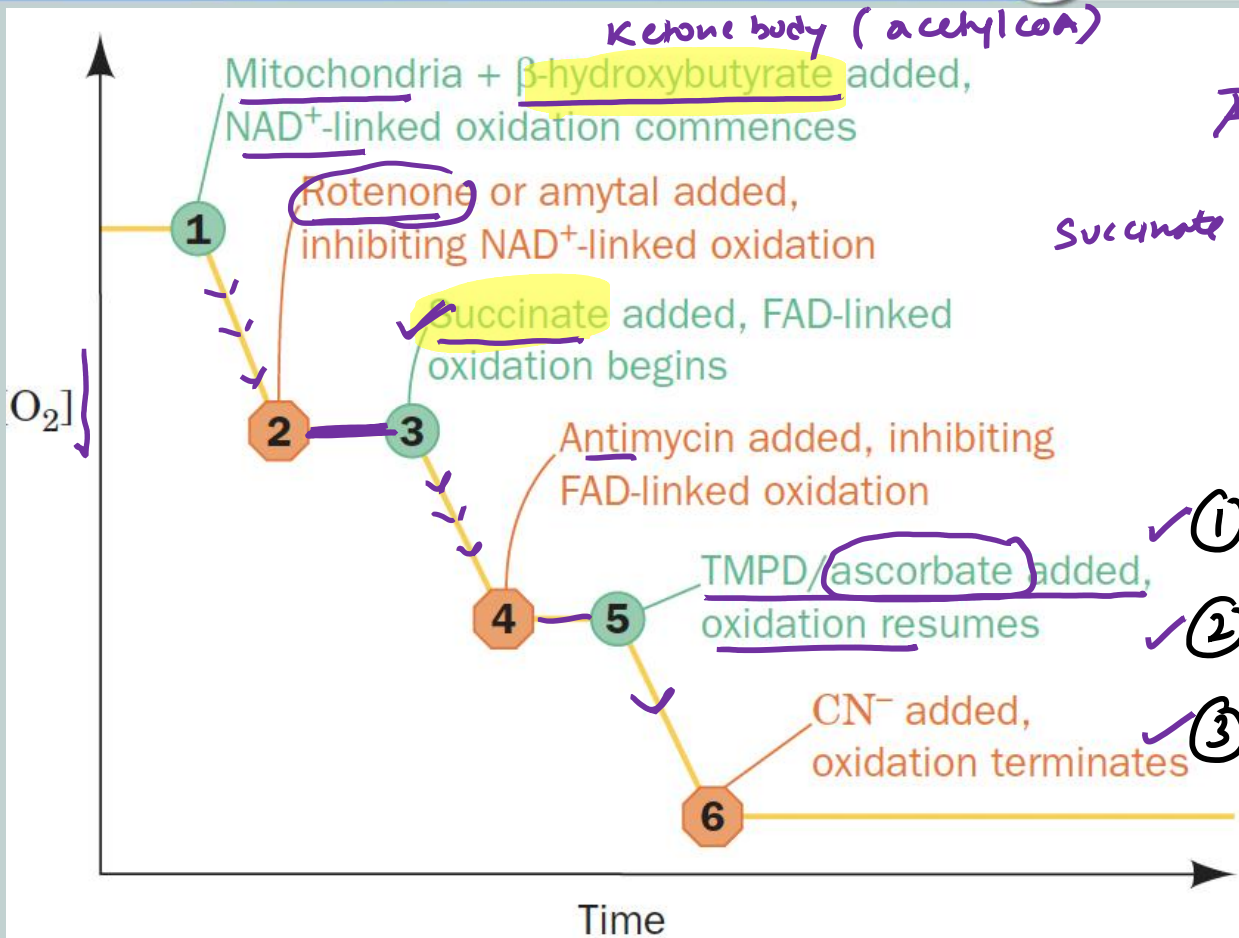 Ketone body (acetylcoA)
Mitochondria + β-hydroxybutyrate added,
NAD⁺-linked oxidation commences
1
Rotenone or amytal added,
inhibiting NAD⁺-linked oxidation
succinate
Succinate added, FAD-linked
oxidation begins
[O₂]
2
3
Antimycin added, inhibiting
FAD-linked oxidation
①
TMPD/ascorbate added,
oxidation resumes
②
4
5
CN⁻ added,
oxidation terminates
③
6
Time